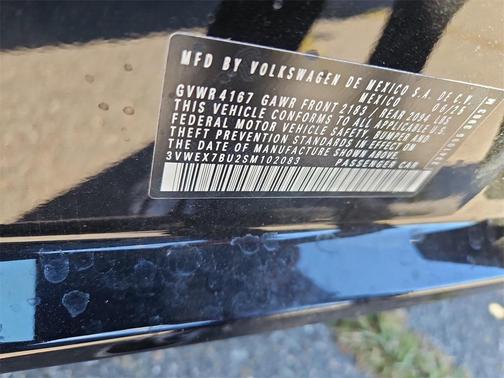 MFD BY VOLKSWAGEN DE MEXICO S.A. DE C.V.
MEXICO 04/25
GVWR 4167 GAWR FRONT 2183, REAR 2094 LBS
THIS VEHICLE CONFORMS TO ALL APPLICABLE U.S.
FEDERAL MOTOR VEHICLE SAFETY, BUMPER AND
THEFT PREVENTION STANDARDS IN EFFECT ON
THE DATE OF MANUFACTURE SHOWN ABOVE
3VWEX7BU2SM102083 PASSENGER CAR